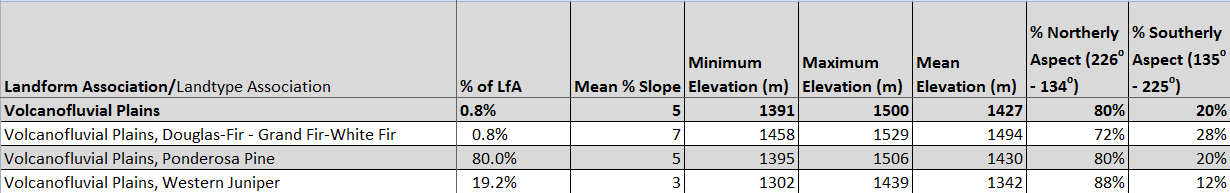 Landform Association/Landtype Association | % of LfA | Mean % Slope | Minimum Elevation (m) | Maximum Elevation (m) | Mean Elevation (m) | % Northerly Aspect (226° - 134°) | % Southerly Aspect (135° - 225°)
Volcanofluvial Plains | 0.8% | 5 | 1391 | 1500 | 1427 | 80% | 20%
Volcanofluvial Plains, Douglas-Fir - Grand Fir-White Fir | 0.8% | 7 | 1458 | 1529 | 1494 | 72% | 28%
Volcanofluvial Plains, Ponderosa Pine | 80.0% | 5 | 1395 | 1506 | 1430 | 80% | 20%
Volcanofluvial Plains, Western Juniper | 19.2% | 3 | 1302 | 1439 | 1342 | 88% | 12%